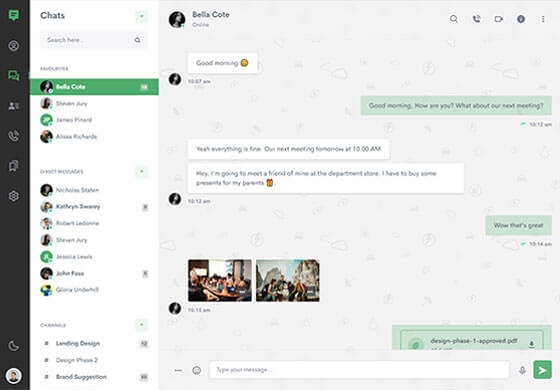 Chats
Search here..
FAVOURITES
Bella Cote
Steven Jury
JP
James Pinard
Alissa Richards
DIRECT MESSAGES
Nicholas Staten
Kathryn Swarey
Robert Ledonne
Steven Jury
JL
Jessica Lewis
John Foss
Gloria Underhill
CHANNELS
# Landing Design 12
# Design Phase 2
# Brand Suggestion
Bella Cote
Online
Good morning
10:07 am
Good morning, How are you? What about our next meeting?
10:12 am
Yeah everything is fine. Our next meeting tomorrow at 10.00 AM
Hey, I'm going to meet a friend of mine at the department store. I have to buy some
presents for my parents .
10:13 am
Wow that's great
10:14 am
10:15 am
design-phase-1-approved.pdf
Type your message...